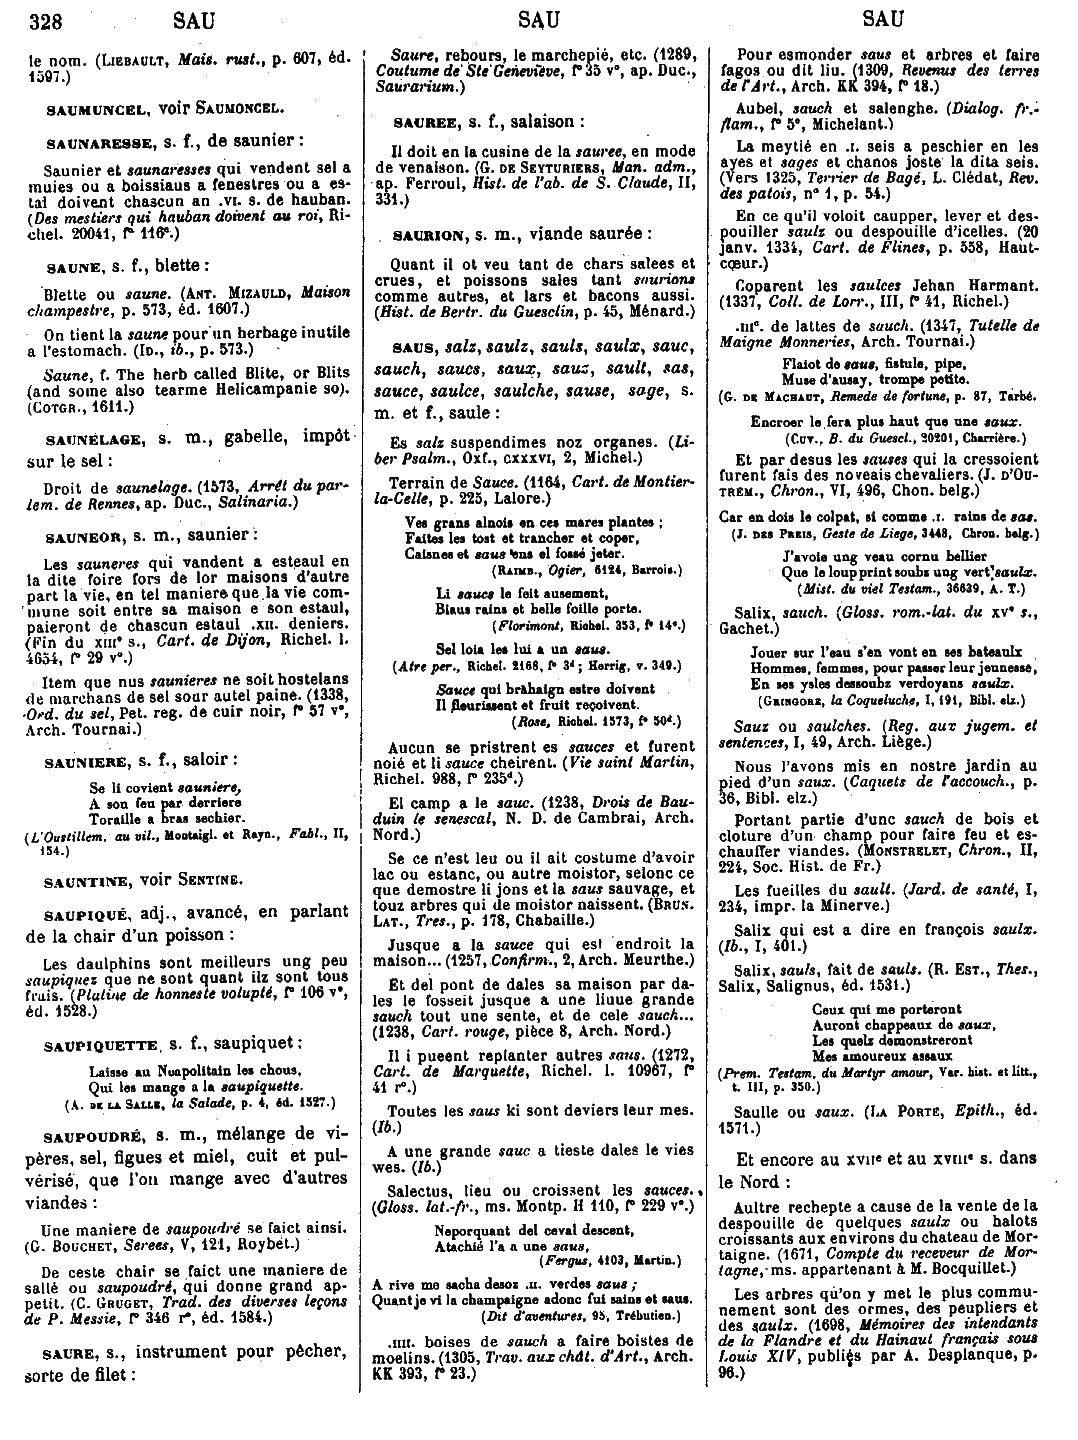 328 SAU SAU SAU
le nom. (LIEBAULT, Mais. rust., p. 607, éd.
1597.)
SAUMUNCEL, voir SAUMONCEL.
SAUNARESSE, s. f., de saunier :
Saunier et saunaresses qui vendent sel a
muies ou a boissiaus a fenestres ou a es-
tal doivent chascun an .VI. s. de hauban.
(Des mestiers qui hauban doivent au roi, Ri-
chel. 20041, f° 116°.)
SAUNE, s. f., blette :
Blette ou saune. (ANT. MIZAULD, Maison
champestre, p. 573, éd. 1607.)
On tient la saune pour un herbage inutile
a l'estomach. (ID., ib., p. 573.)
Saune, f. The herb called Blite, or Blits
(and some also tearme Helicampanie so).
(COTGR., 1611.)
SAUNELAGE, s. m., gabelle, impôt
sur le sel :
Droit de saunelage. (1573, Arrêt du par-
lem. de Rennes, ap. Duc., Salinaria.)
SAUNEOR, s. m., saunier :
Les sauneres qui vandent a esteaul en
la dite foire fors de lor maisons d'autre
part la vie, en tel maniere que la vie com-
mune soit entre sa maison e son estaul,
paieront de chascun estaul .XII. deniers.
(Fin du XIII° s., Cart. de Dijon, Richel. l.
4654, f° 29 v°.)
Item que nus saunieres ne soit hostelans
de marchans de sel sour autel paine. (1338,
Ord. du sel, Pet. reg. de cuir noir, f° 57 v°,
Arch. Tournai.)
SAUNIERE, s. f., saloir :
Se li covient sauniere,
A son feu par derriere
Toraille a bras sechier.
(L'Oustillem. au vil., Montaigl. et Rayn., Fabl., II,
154.)
SAUNTINE, voir SENTINE.
SAUPIQUÉ, adj., avancé, en parlant
de la chair d'un poisson :
Les daulphins sont meilleurs ung peu
saupiquez que ne sont quant ilz sont tous
fruis. (Platine de honneste volupté, f° 106 v°,
éd. 1528.)
SAUPIQUETTE, s. f., saupiquet :
Laisse au Nuapolitain les chous,
Qui les mange a la saupiquette.
(A. DE LA SALLE, la Salade, p. 4, éd. 1527.)
SAUPOUDRÉ, s. m., mélange de vi-
pères, sel, figues et miel, cuit et pul-
vérisé, que l'on mange avec d'autres
viandes :
Une maniere de saupoudré se faict ainsi.
(G. BOUCHET, Serees, V, 121, Roybet.)
De ceste chair se faict une maniere de
sallé ou saupoudré, qui donne grand ap-
petit. (C. GRUGET, Trad. des diverses leçons
de P. Messie, f° 346 r°, éd. 1584.)
SAURE, s., instrument pour pêcher,
sorte de filet :
Saure, rebours, le marchepié, etc. (1289,
Coutume de Ste Geneviève, f° 35 v°, ap. Duc.,
Saurarium.)
SAUREE, s. f., salaison :
Il doit en la cusine de la sauree, en mode
de venaison. (G. DE SEYTURIERS, Man. adm.,
ap. Ferroul, Hist. de l'ab. de S. Claude, II,
331.)
SAURION, s. m., viande saurée :
Quant il ot veu tant de chars salees et
crues, et poissons sales tant saurions
comme autres, et lars et bacons aussi.
(Hist. de Bertr. du Guesclin, p. 45, Ménard.)
SAUS, salz, saulz, sauls, saulx, sauc,
sauch, saucs, saux, sauz, sault, sas,
sauce, saulce, saulche, sause, sage, s.
m. et f., saule :
Es salz suspendimes noz organes. (Li-
ber Psalm., Oxf., CXXXVI, 2, Michel.)
Terrain de Sauce. (1164, Cart. de Montier-
la-Celle, p. 225, Lalore.)
Ves grans alnois en ces mares plantes ;
Faites les tost et trancher et coper,
Caisnes et saus ens el fossé jeter.
(RAIMB., Ogier, 6124, Barrois.)
Li sauce le fait ausement,
Biaus rains et belle foille porte.
(Florimont, Richel. 353, f° 14°.)
Sel loia les lui a un saus.
(Atre per., Richel. 2168, f° 3d ; Herrig, v. 349.)
Sauce qui brahaign estre doivent
Il fleurissent et fruit reçoivent.
(Rose, Richel. 1573, f° 50d.)
Aucun se pristrent es sauces et furent
noié et li sauce cheirent. (Vie saint Martin,
Richel. 988, f° 235d.)
El camp a le sauc. (1238, Drois de Bau-
duin le senescal, N. D. de Cambrai, Arch.
Nord.)
Se ce n'est leu ou il ait costume d'avoir
lac ou estanc, ou autre moistor, selonc ce
que demostre li jons et la saus sauvage, et
touz arbres qui de moistor naissent. (BRUN.
LAT., Tres., p. 178, Chabaille.)
Jusque a la sauce qui est endroit la
maison... (1257, Confirm., 2, Arch. Meurthe.)
Et del pont de dales sa maison par da-
les le fosseit jusque a une liuue grande
sauch tout une sente, et de cele sauch...
(1238, Cart. rouge, pièce 8, Arch. Nord.)
Il i pueent replanter autres saus. (1272,
Cart. de Marquette, Richel. l. 10967, f°
41 r°.)
Toutes les saus ki sont deviers leur mes.
(Ib.)
A une grande sauc a tieste dales le vies
wes. (Ib.)
Salectus, lieu ou croissent les sauces.
(Gloss. lat.-fr., ms. Montp. H 110, f° 229 v°.)
Neporquant del ceval descent,
Atachié l'a a une saus,
(Fergus, 4103, Martin.)
A rive me sacha desoz .II. verdes saus ;
Quant je vi la champaigne adonc fui sains et saus.
(Dit d'aventures, 95, Trébutien.)
.IIII. boises de sauch a faire boistes de
moelins. (1305, Trav. aux chât. d'Art., Arch.
KK 393, f° 23.)
Pour esmonder saus et arbres et faire
fagos ou dit liu. (1309, Revenus des terres
de l'Art., Arch. KK 394, f° 18.)
Aubel, sauch et salenghe. (Dialog. fr.-
flam., f° 5°, Michelant.)
La meytié en .I. seis a peschier en les
ayes et sages et chanos joste la dita seis.
(Vers 1325, Terrier de Bagé, L. Clédat, Rev.
des patois, n° 1, p. 54.)
En ce qu'il voloit caupper, lever et des-
pouiller saulz ou despouille d'icelles. (20
janv. 1334, Cart. de Flines, p. 558, Haut-
cœur.)
Coparent les saulces Jehan Harmant.
(1337, Coll. de Lorr., III, f° 41, Richel.)
.III°. de lattes de sauch. (1347, Tutelle de
Maigne Monneries, Arch. Tournai.)
Flaiot de saus, fistule, pipe,
Muse d'aussay, trompe petite.
(G. DE MACHAUT, Remede de fortune, p. 87, Tarbé.
Encroer le fera plus haut que une saux.
(CUV., B. du Guescl., 20201, Charrière.)
Et par desus les sauses qui la cressoient
furent fais des noveais chevaliers. (J. D'OU-
TREM., Chron., VI, 496, Chon. belg.)
Car en dois le colpat, si comme .I. rains de sas.
(J. DES PREIS, Geste de Liege, 3448, Chron. belg.)
J'avoie ung veau cornu bellier
Que le loup print soubz ung vert saulx.
(Mist. du viel Testam., 36639, A. T.)
Salix, sauch. (Gloss. rom.-lat. du XV° s.,
Gachet.)
Jouer sur l'eau s'en vont en ses bateaulx
Hommes, femmes, pour passer leur jeunesse,
En ses ysles dessoubz verdoyans saulx.
(GRINGORE, la Coqueluche, I, 191, Bibl. elz.)
Sauz ou saulches. (Reg. aux jugem. et
sentences, I, 49, Arch. Liège.)
Nous l'avons mis en nostre jardin au
pied d'un saux. (Caquets de l'accouch., p.
36, Bibl. elz.)
Portant partie d'unc sauch de bois et
cloture d'un champ pour faire feu et es-
chauffer viandes. (MONSTRELET, Chron., II,
224, Soc. Hist. de Fr.)
Les fueilles du sault. (Jard. de santé, I,
234, impr. la Minerve.)
Salix qui est a dire en françois saulx.
(Ib., I, 401.)
Salix, sauls, fait de sauls. (R. EST., Thes.,
Salix, Salignus, éd. 1531.)
Ceux qui me porteront
Auront chappeaux de saux,
Les quelz demonstreront
Mes amoureux assaux
(Prem. Testam. du Martyr amour, Var. hist. et litt.,
t. III, p. 350.)
Saulle ou saux. (LA PORTE, Epith., éd.
1571.)
Et encore au XVII° et au XVIII° s. dans
le Nord :
Aultre rechepte a cause de la vente de la
despouille de quelques saulx ou halots
croissants aux environs du chateau de Mor-
taigne. (1671, Compte du receveur de Mor-
tagne, ms. appartenant à M. Bocquillet.)
Les arbres qu'on y met le plus commu-
nement sont des ormes, des peupliers et
des saulx. (1698, Mémoires des intendants
de la Flandre et du Hainaut français sous
Louis XIV, publiés par A. Desplanque, p.
96.)